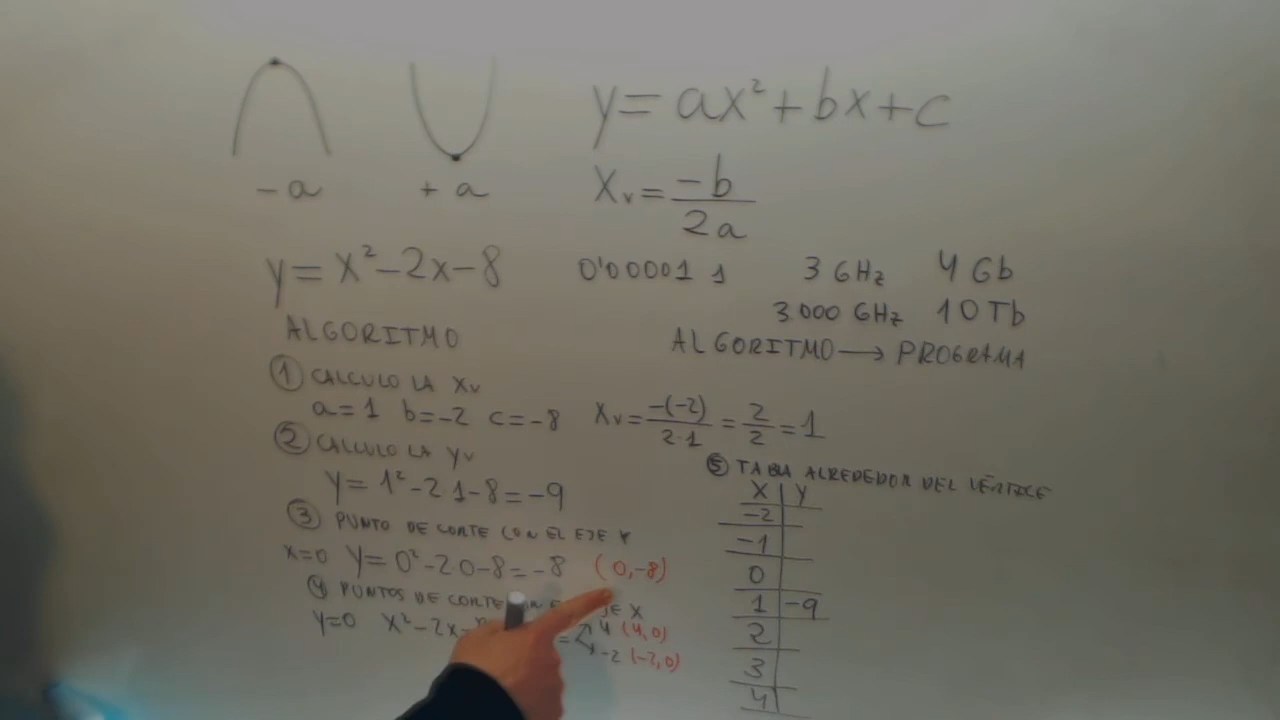 y = ax² + bx + c
-a
+a
Xv = -b / 2a
y = x² - 2x - 8
0'00001 1
3 GHz
4 Gb
3.000 GHz
10 Tb
ALGORITMO
ALGORITMO → PROGRAMA
① CALCULO LA Xv
a = 1 b = -2 c = -8
Xv = -(-2) / 2·1 = 2/2 = 1
② CALCULO LA Yv
Y = 1² - 2 1 - 8 = -9
③ PUNTO DE CORTE CON EL EJE Y
x = 0 Y = 0² - 2 0 - 8 = -8 (0,-8)
④ PUNTOS DE CORTE EJE X
Y = 0 X² - 2x -
= 4 (4,0)
-2 (-2,0)
⑤ TABLA ALREDEDOR DEL VÉRTICE
X Y
-2
-1
0
1 -9
2
3
4